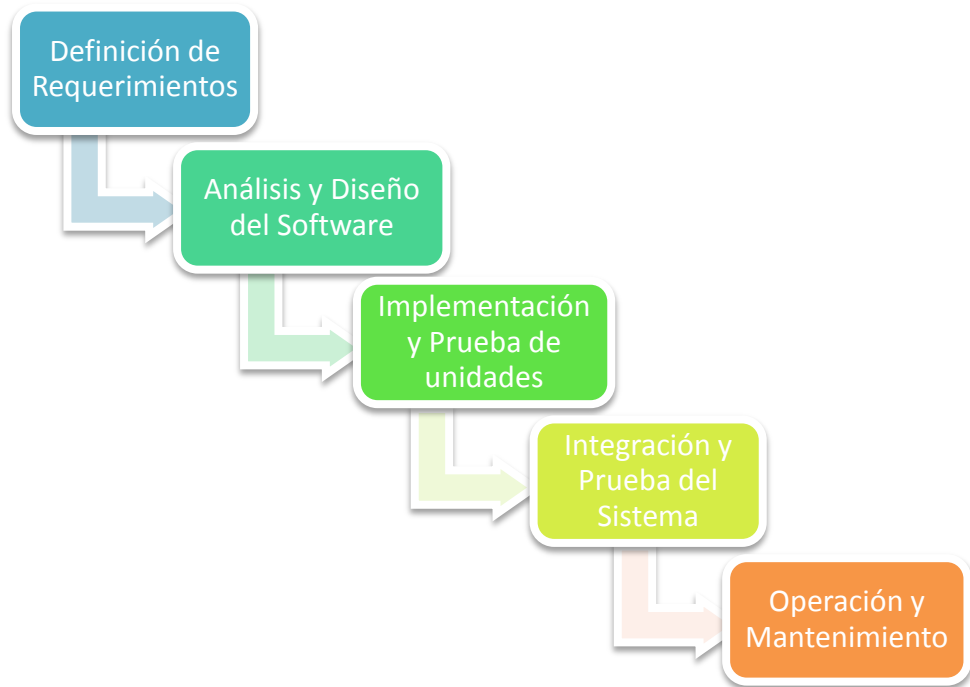 Definición de
Requerimientos
Análisis y Diseño
del Software
Implementación
y Prueba de
unidades
Integración y
Prueba del
Sistema
Operación y
Mantenimiento